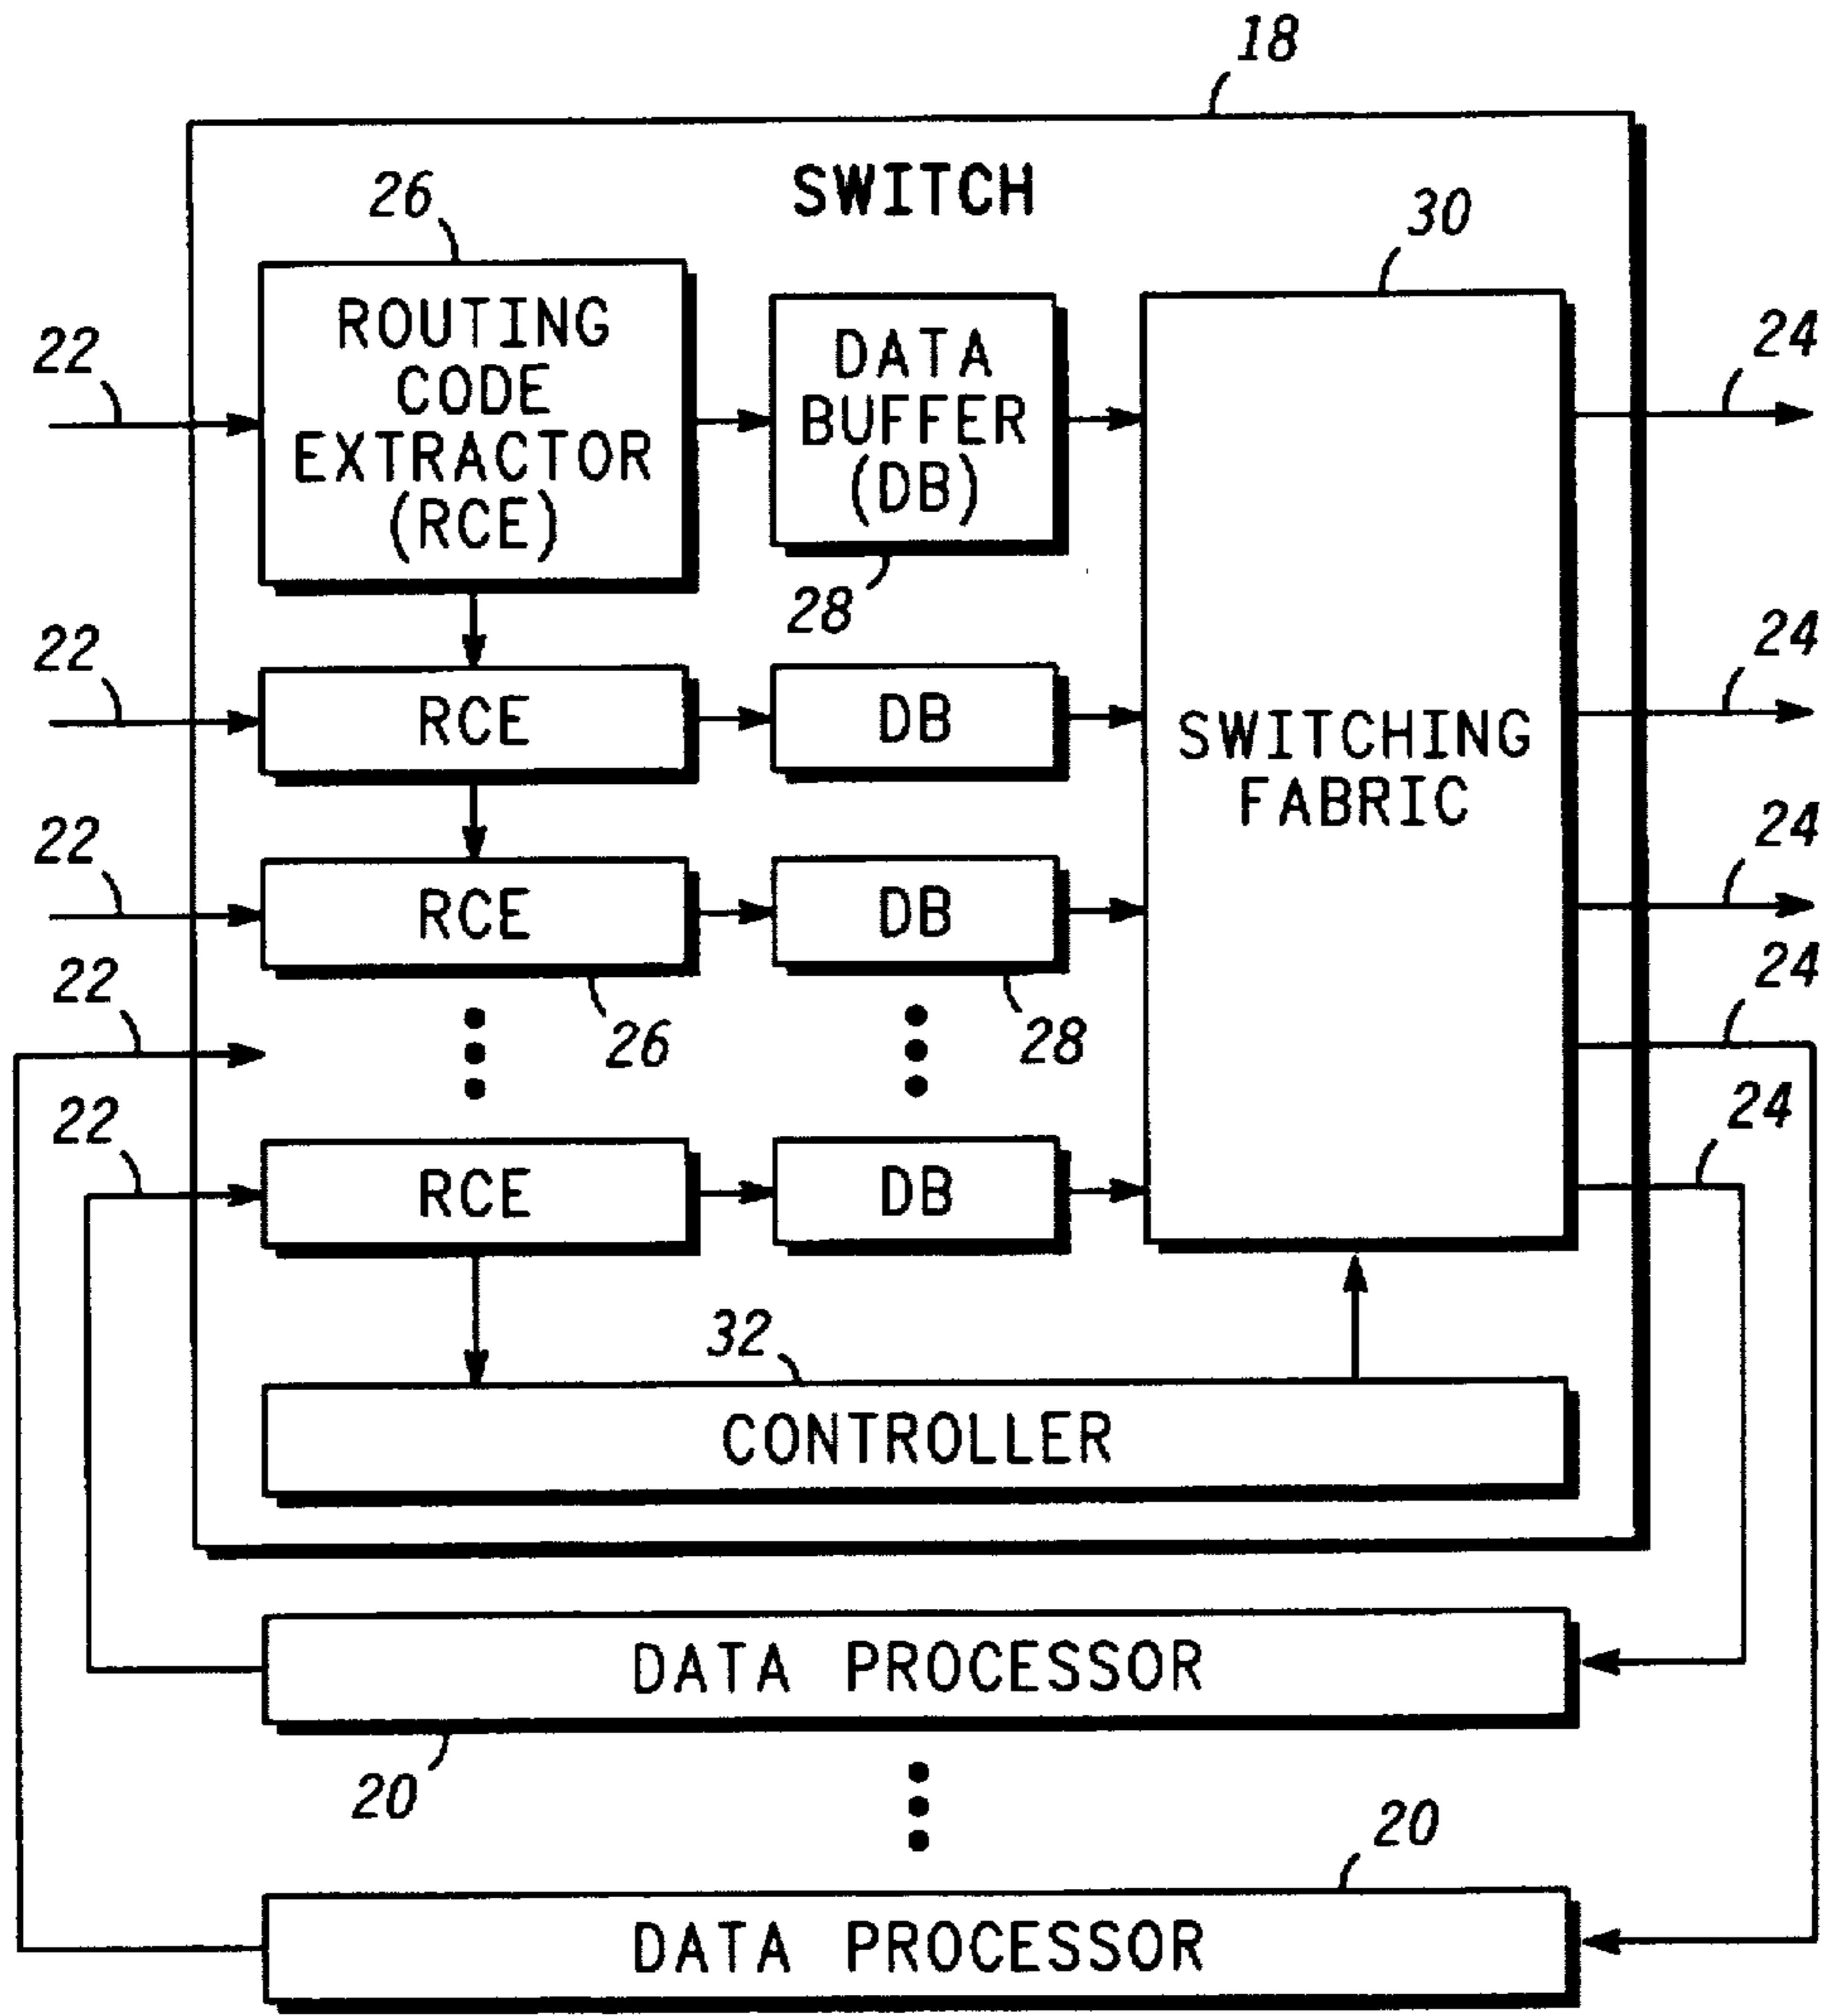 18
SWITCH
26
30
ROUTING
CODE
EXTRACTOR
(RCE)
DATA
BUFFER
(DB)
22
24
28
22
RCE
DB
24
SWITCHING
FABRIC
22
RCE
DB
24
22
26
28
24
22
RCE
DB
24
32
CONTROLLER
DATA PROCESSOR
20
20
DATA PROCESSOR